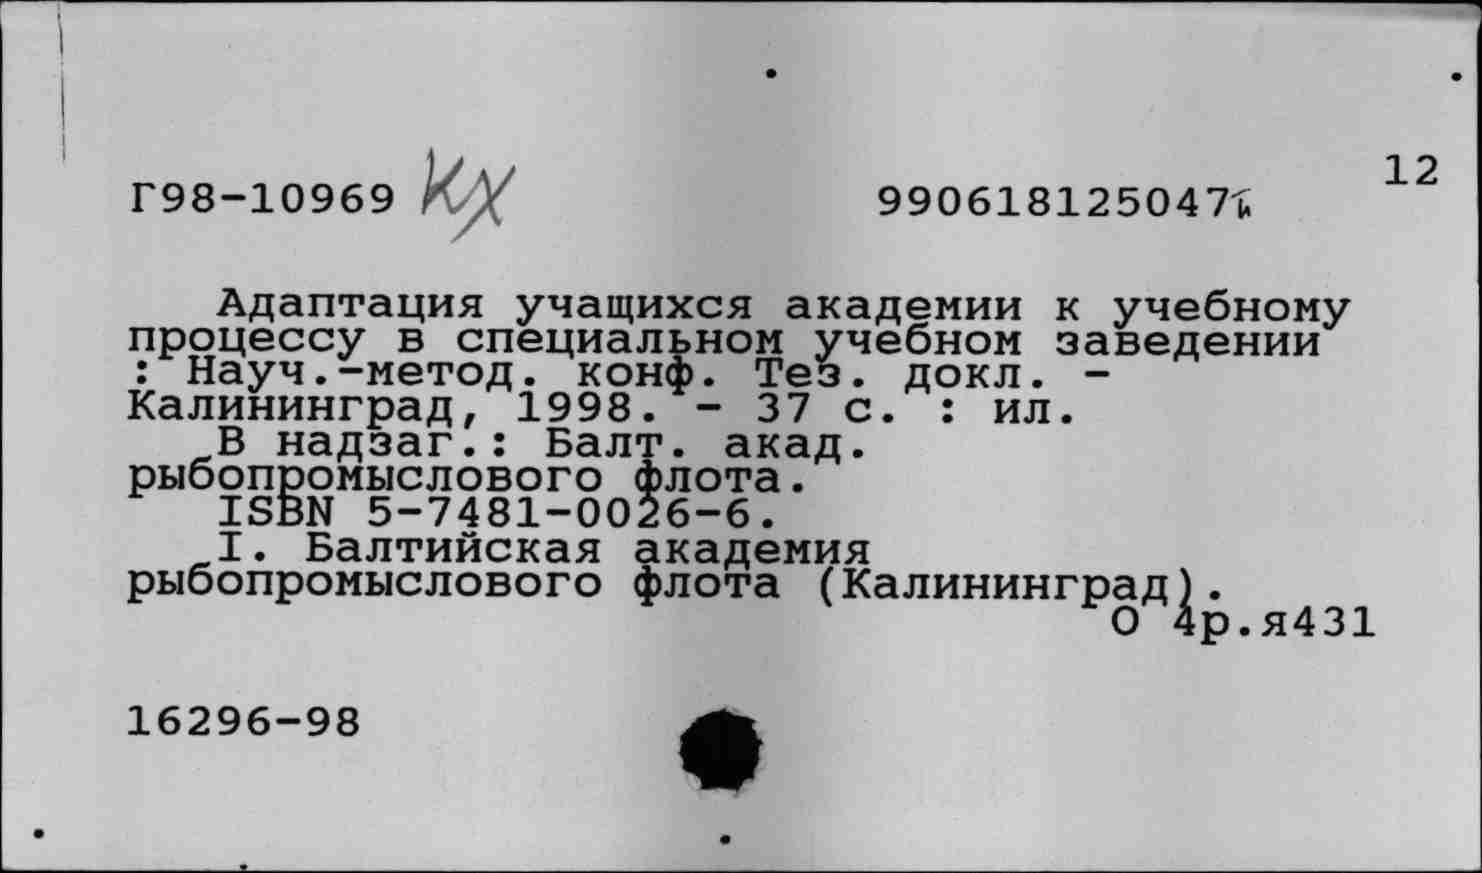 12
Г98-10969 КХ 990618125047
Адаптация учащихся академии к учебному
процессу в специальном учебном заведении
: Науч.-метод. конф. Тез. докл. -
Калининград, 1998. - 37 с. : ил.
В надзаг.: Балт. акад.
рыбопромыслового флота.
ISBN 5-7481-0026-6.
I. Балтийская академия
рыбопромыслового флота (Калининград).
О 4р.я431
16296-98